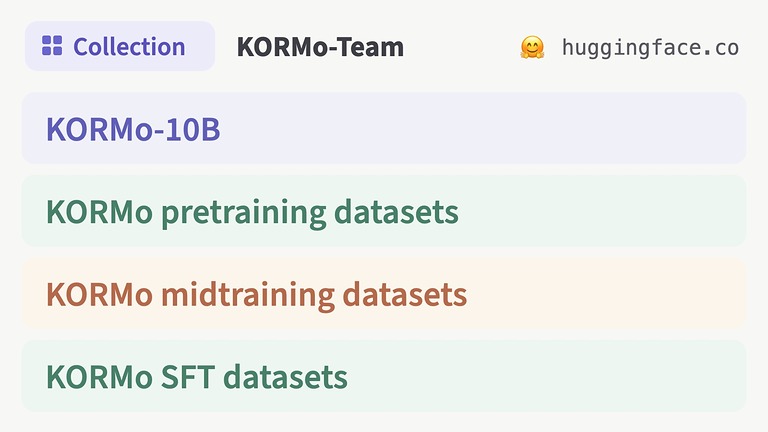 Collection KORMo-Team 🤗 huggingface.co
KORMo-10B
KORMo pretraining datasets
KORMo midtraining datasets
KORMo SFT datasets